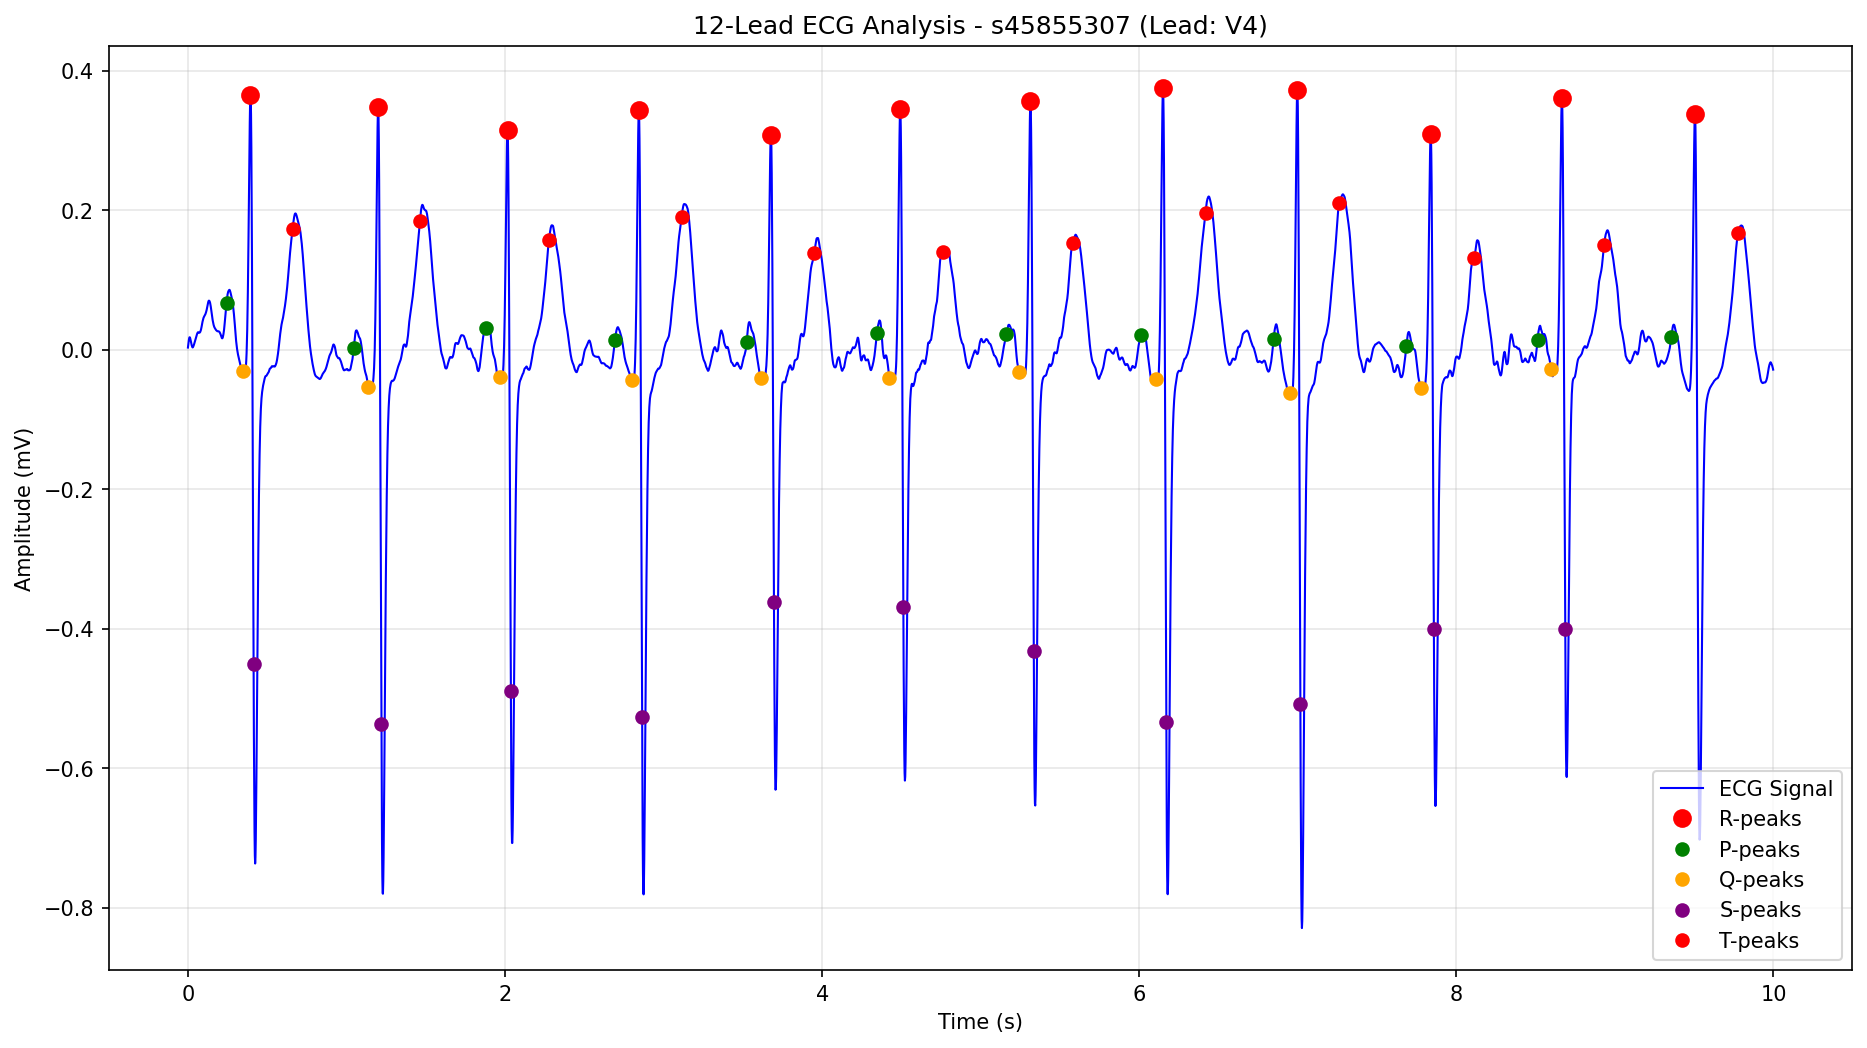 12-Lead ECG Analysis - s45855307 (Lead: V4)
Amplitude (mV)
0.4
0.2
0.0
−0.2
−0.4
−0.6
−0.8
0
2
4
6
8
10
Time (s)
ECG Signal
R-peaks
P-peaks
Q-peaks
S-peaks
T-peaks